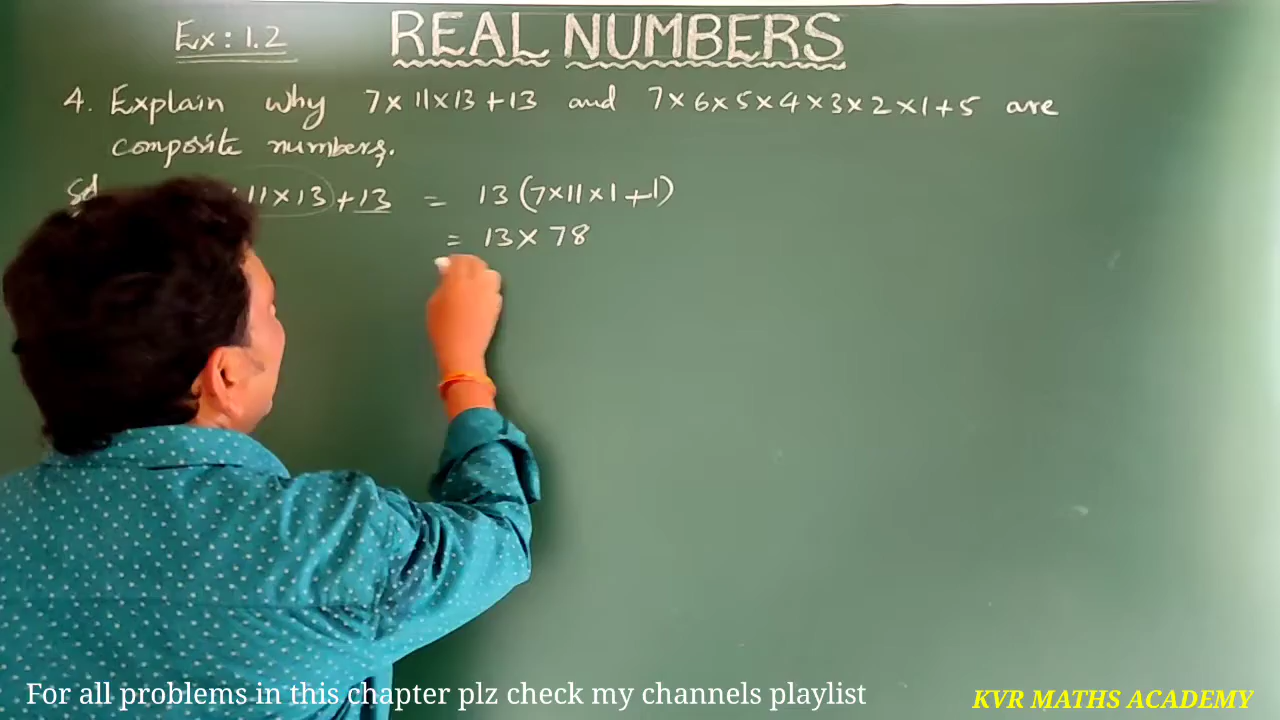 Ex: 1.2 REAL NUMBERS
4. Explain why 7× 11×13 +13 and 7× 6× 5×4×3×2×1+5 are
composite numbers.
Sol 11×13 + 13 = 13 (7×11×1+1)
= 13× 78
For all problems in this chapter plz check my channels playlist
KVR MATHS ACADEMY